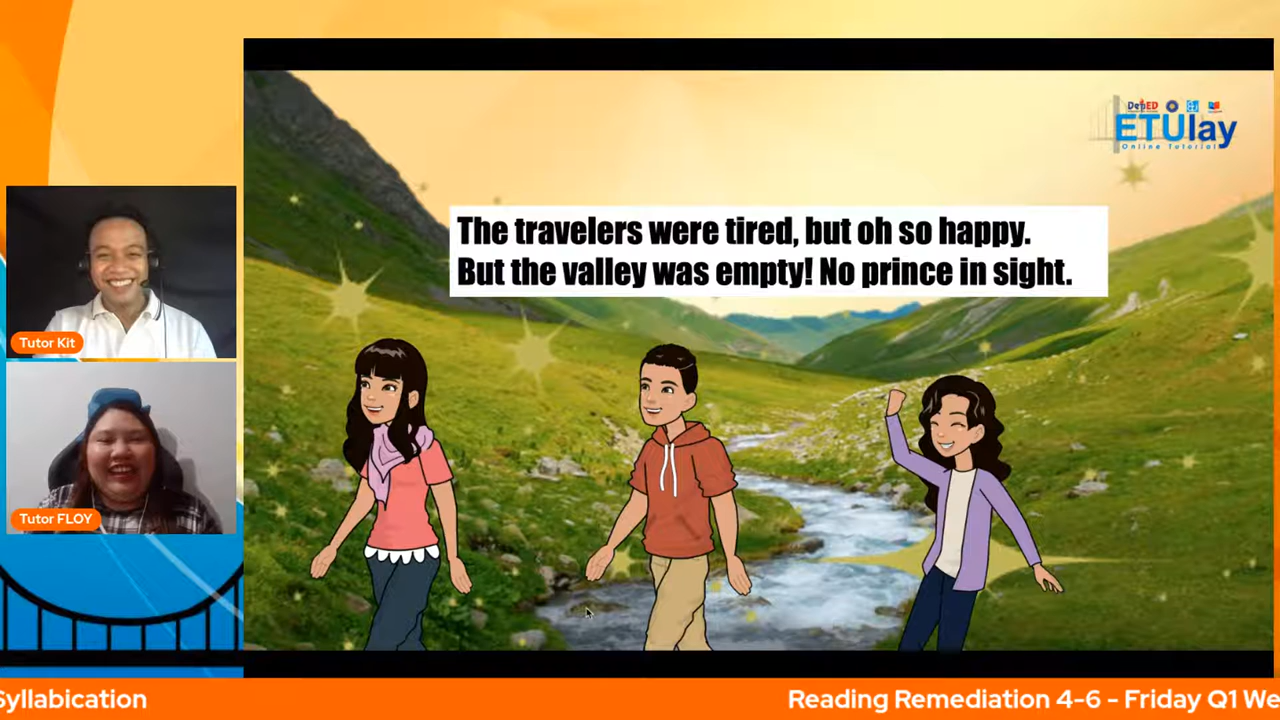 DepED
ETUlay
Online Tutorial
The travelers were tired, but oh so happy.
But the valley was empty! No prince in sight.
Tutor Kit
Tutor FLOY
Syllabication
Reading Remediation 4-6 - Friday Q1 We